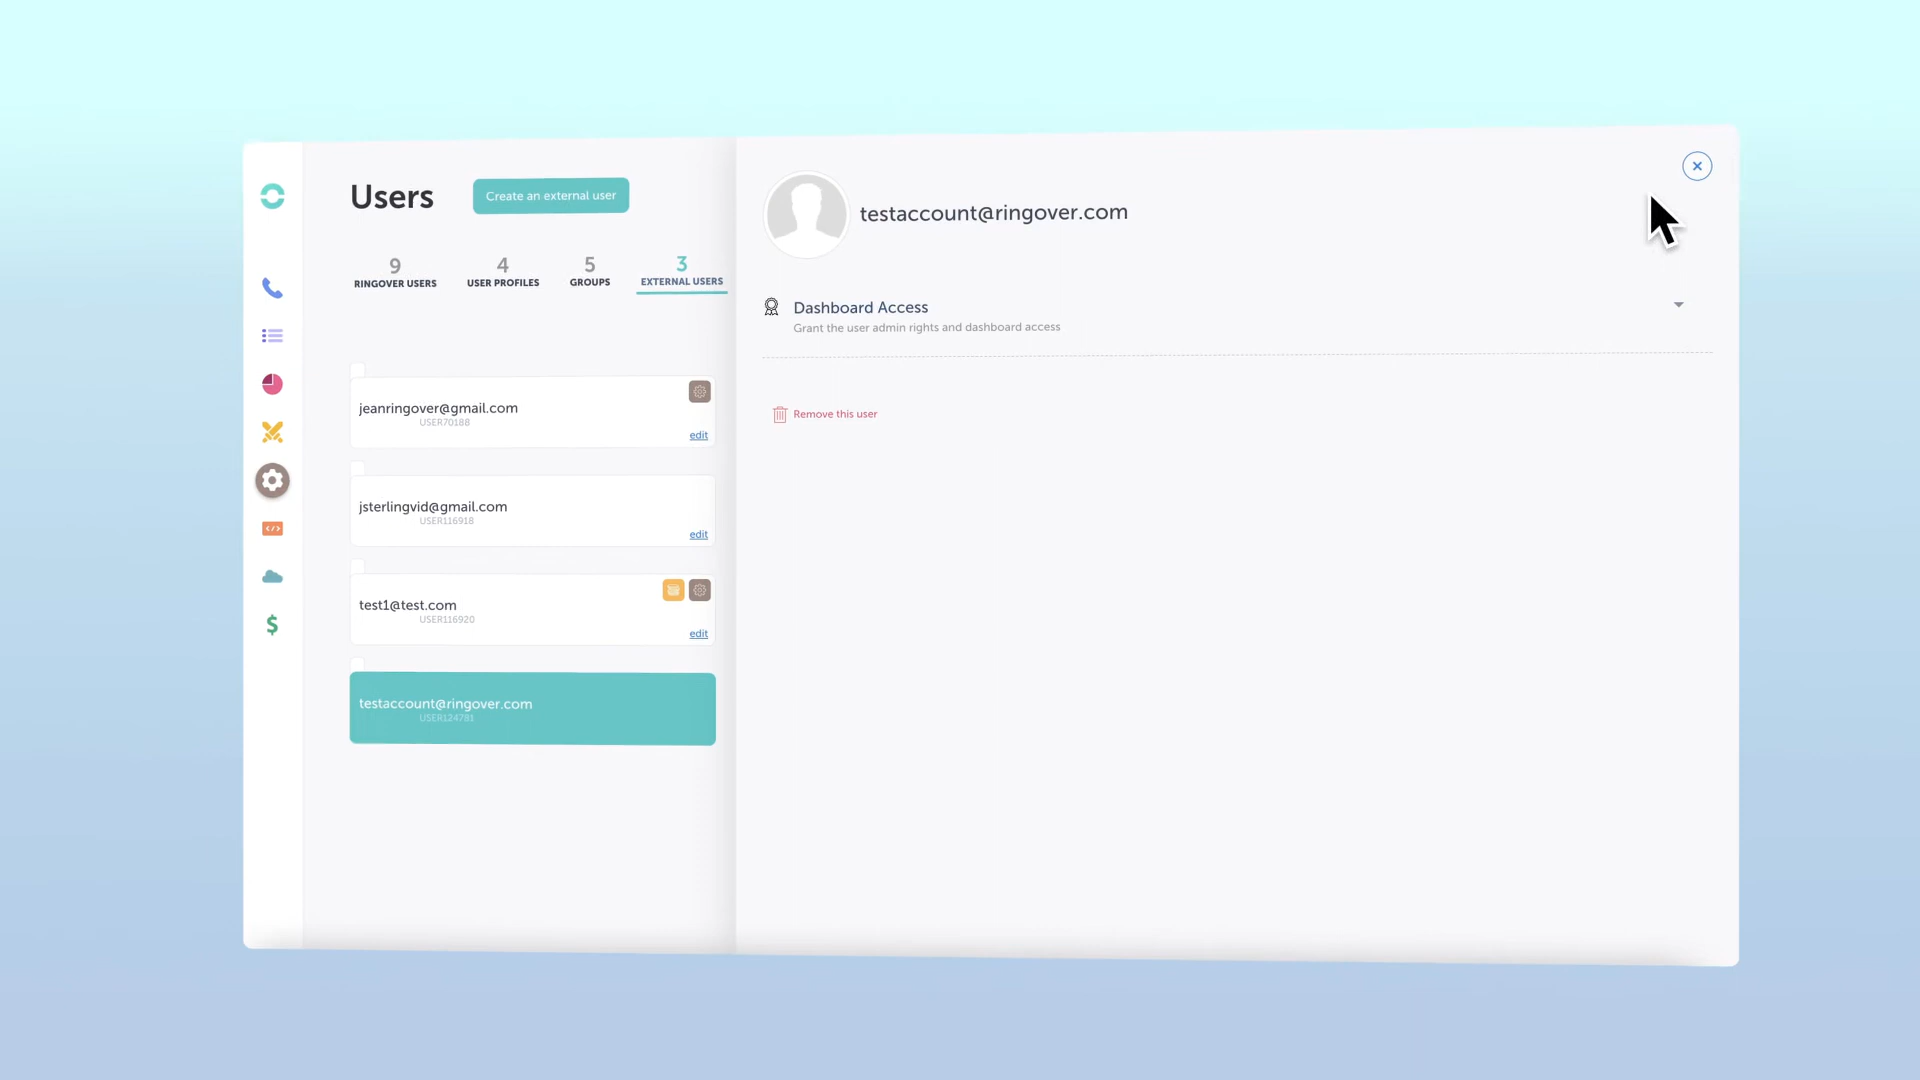 Users
Create an external user
9
RINGOVER USERS
4
USER PROFILES
5
GROUPS
3
EXTERNAL USERS
jeanringover@gmail.com
USER70188
edit
jsterlingvid@gmail.com
USER116918
edit
test1@test.com
USER116920
edit
testaccount@ringover.com
USER124781
testaccount@ringover.com
Dashboard Access
Grant the user admin rights and dashboard access
Remove this user